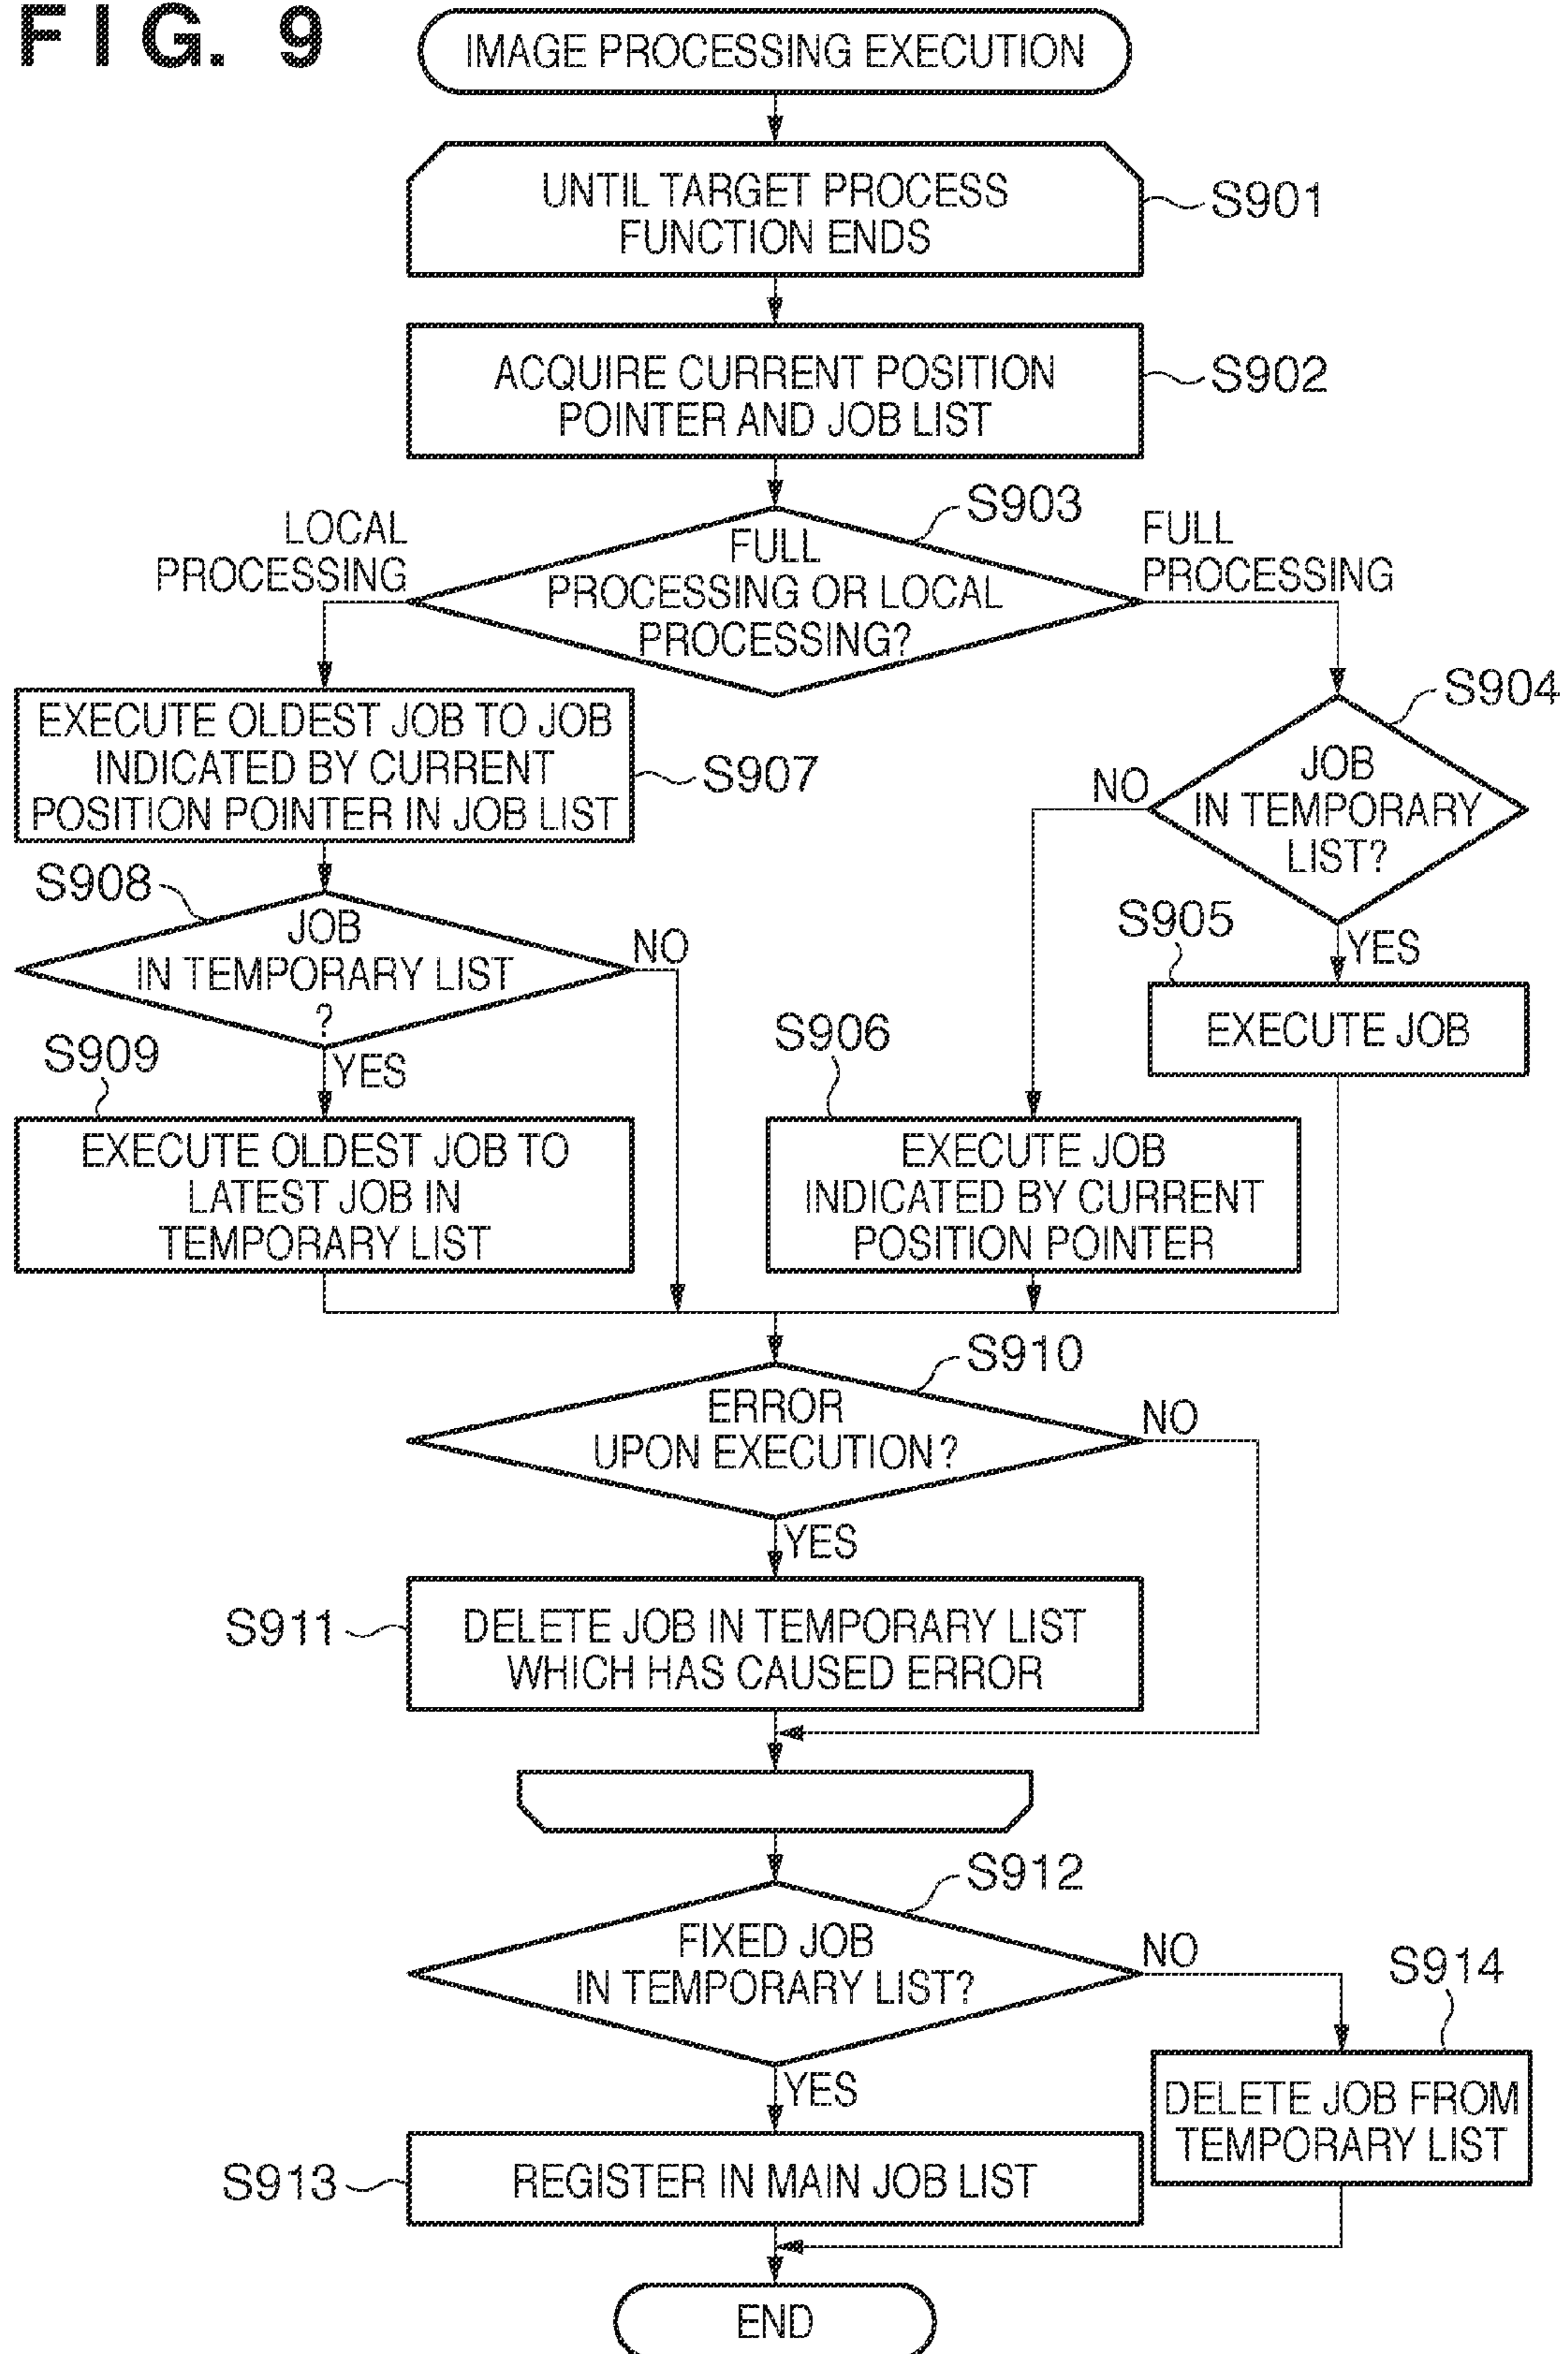 FIG. 9
IMAGE PROCESSING EXECUTION
UNTIL TARGET PROCESS
FUNCTION ENDS
S901
ACQUIRE CURRENT POSITION
POINTER AND JOB LIST
S902
S903
LOCAL
PROCESSING
FULL
PROCESSING OR LOCAL
PROCESSING?
FULL
PROCESSING
EXECUTE OLDEST JOB TO JOB
INDICATED BY CURRENT
POSITION POINTER IN JOB LIST
S907
S904
JOB
IN TEMPORARY
LIST?
NO
YES
S908
JOB
IN TEMPORARY LIST
?
NO
YES
S905
EXECUTE JOB
S909
EXECUTE OLDEST JOB TO
LATEST JOB IN
TEMPORARY LIST
S906
EXECUTE JOB
INDICATED BY CURRENT
POSITION POINTER
S910
ERROR
UPON EXECUTION?
NO
YES
S911
DELETE JOB IN TEMPORARY LIST
WHICH HAS CAUSED ERROR
S912
FIXED JOB
IN TEMPORARY LIST?
NO
YES
S914
DELETE JOB FROM
TEMPORARY LIST
S913
REGISTER IN MAIN JOB LIST
END